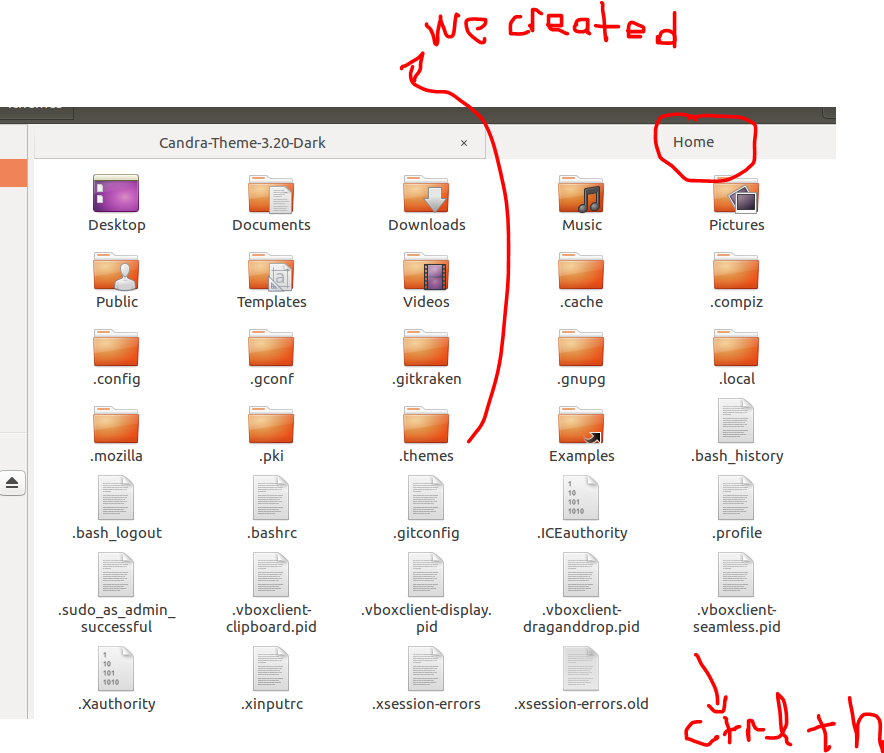 we created
Candra-Theme-3.20-Dark × Home
Desktop Documents Downloads Music Pictures
Public Templates Videos .cache .compiz
.config .gconf .gitkraken .gnupg .local
.mozilla .pki .themes Examples .bash_history
.bash_logout .bashrc .gitconfig .ICEauthority .profile
.sudo_as_admin_ .vboxclient- .vboxclient-display. .vboxclient- .vboxclient-
successful clipboard.pid pid draganddrop.pid seamless.pid
.Xauthority .xinputrc .xsession-errors .xsession-errors.old
ctrl+h